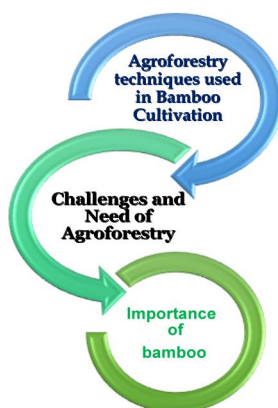 Agroforestry
techniques used
in Bamboo
Cultivation
Challenges and
Need of
Agroforestry
Importance
of
bamboo